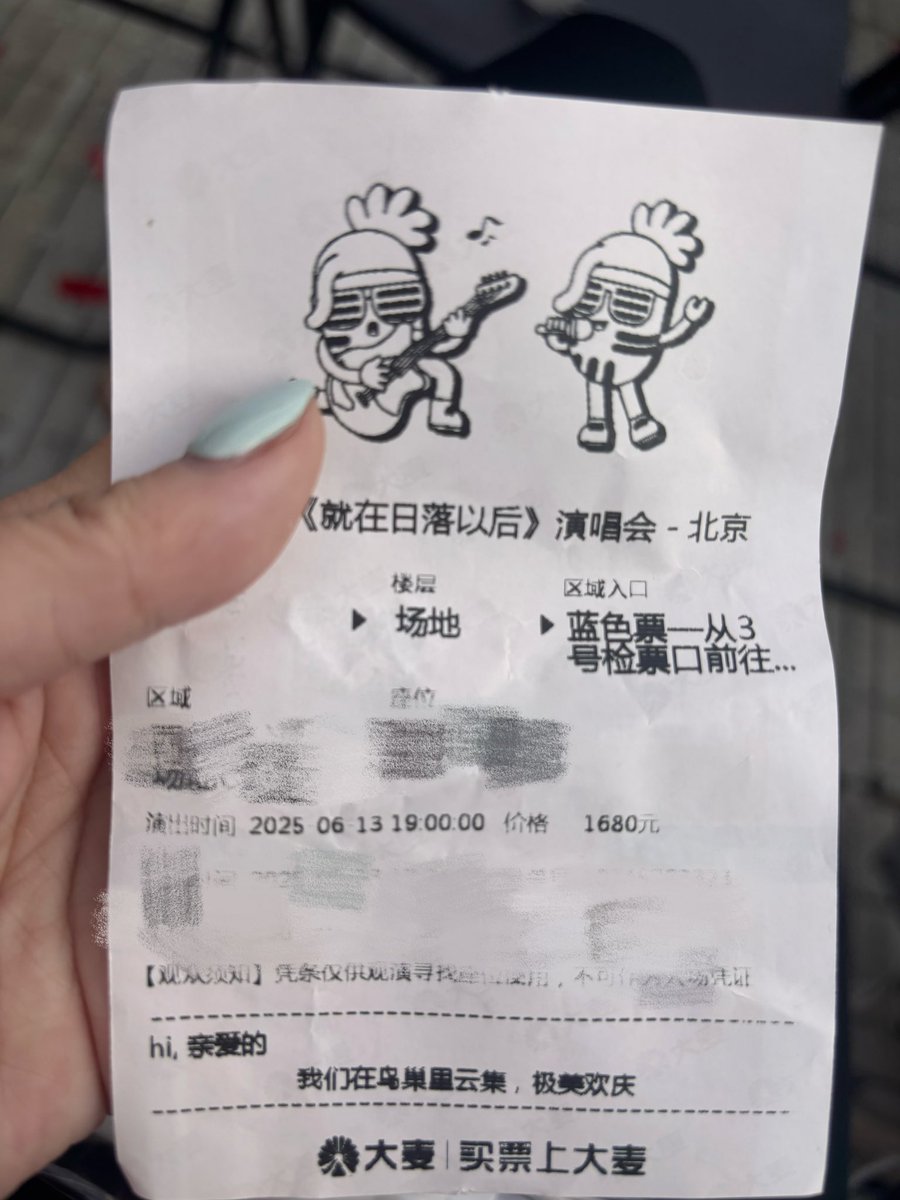 《就在日落以后》演唱会 - 北京
楼层
区域入口
▶ 场地
▶ 蓝色票——从3
号检票口前往...
区域
座位
演出时间 2025 06-13 19:00:00 价格 1680元
【观众须知】凭条仅供观演寻找座位使用，不可作为入场凭证
hi, 亲爱的
我们在鸟巢里云集，极美欢庆
大麦 | 买票上大麦